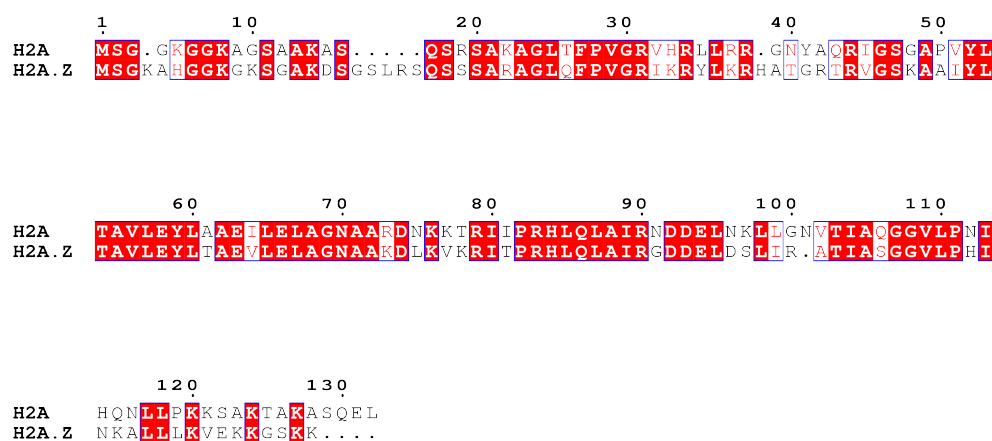 1 10 20 30 40 50
H2A MSG.GKGGKAGSAAKAS.....QSRSAKAGLTFPVGRVHRLLRR.GNYAQRIGSGAPVYL
H2A.Z MSGKAHGGKGKSGAKDSGSLRSQSSSARAGLQFPVGRIKRYLKRHATGRTRVGSKAAIYL
60 70 80 90 100 110
H2A TAVLEYLAAEILELAGNAARDNKKTRIIPRHLQLAIRNDDELNKLLGNVTIAQGGVLPNI
H2A.Z TAVLEYLTAEVLELAGNAAKDLKVKRITPRHLQLAIRGDDELDSLIR.ATIASGGVLPHI
120 130
H2A HQNLLPKKSAKTAKASQEL
H2A.Z NKALLLKVEKKGSKK....